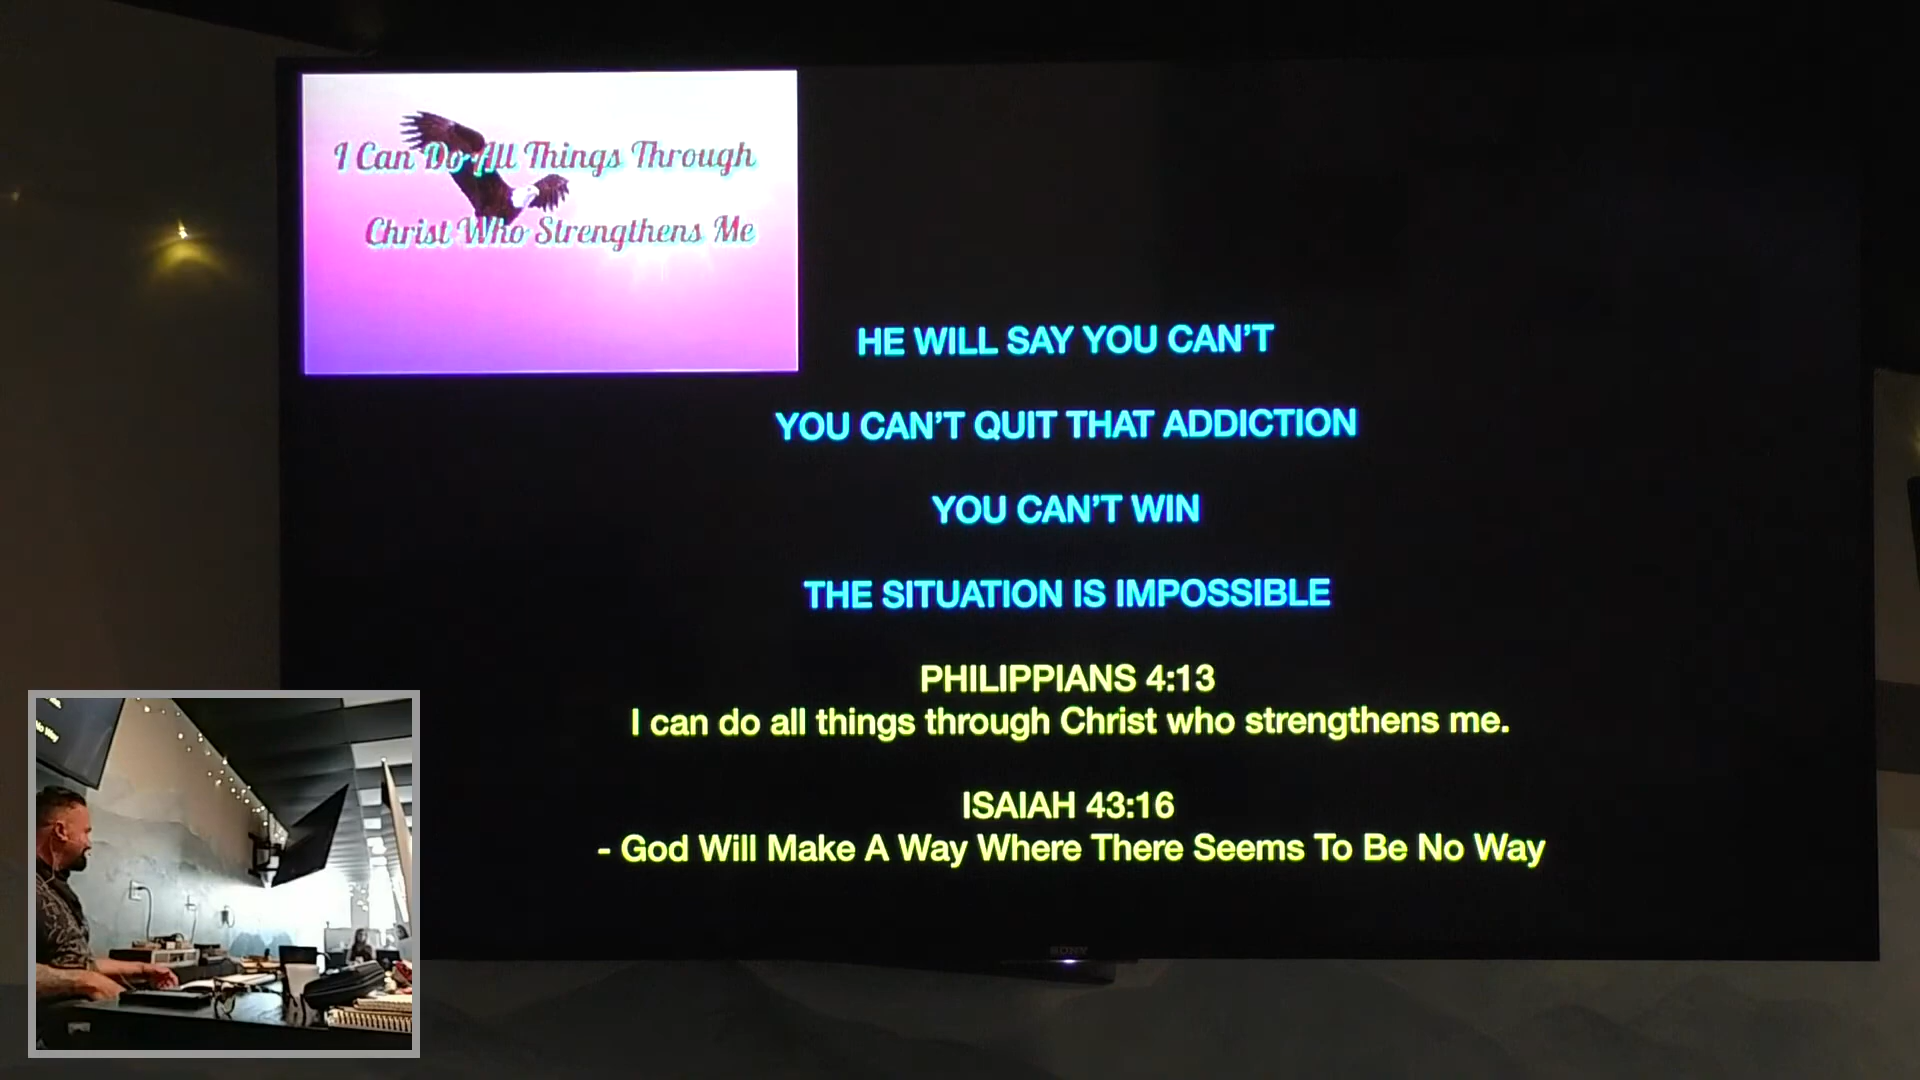 I Can Do All Things Through
Christ Who Strengthens Me
HE WILL SAY YOU CAN'T
YOU CAN'T QUIT THAT ADDICTION
YOU CAN'T WIN
THE SITUATION IS IMPOSSIBLE
PHILIPPIANS 4:13
I can do all things through Christ who strengthens me.
ISAIAH 43:16
- God Will Make A Way Where There Seems To Be No Way
SONY